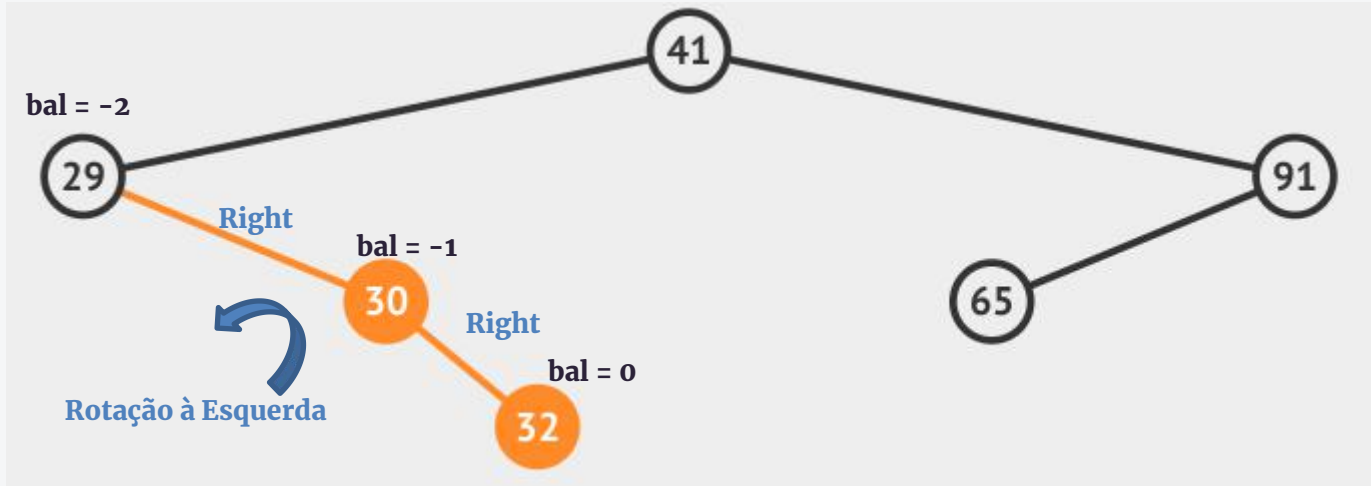 41
bal = -2
29
91
Right
bal = -1
30
65
Right
bal = 0
Rotação à Esquerda
32